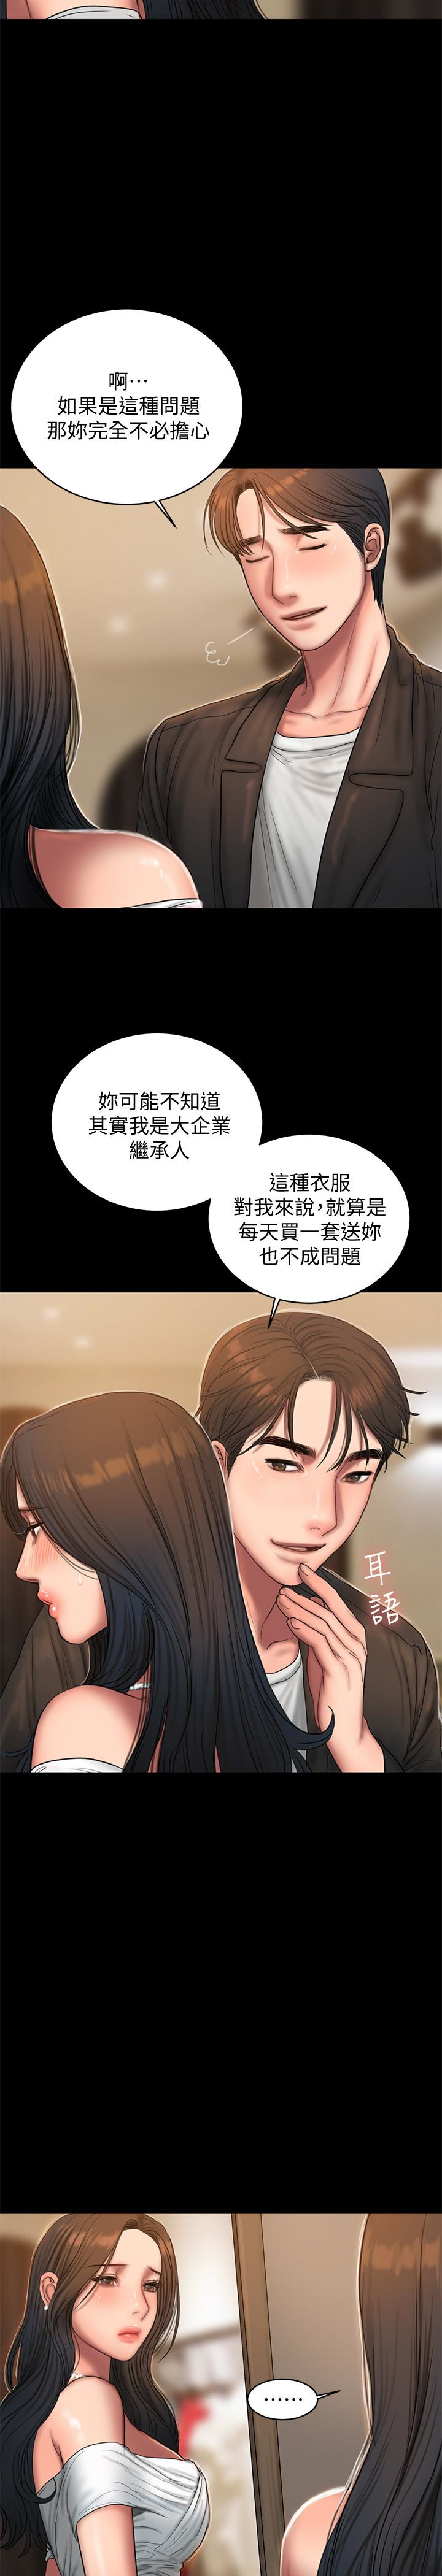 啊⋯
如果是這種問題
那妳完全不必擔心
妳可能不知道
其實我是大企業
繼承人
這種衣服
對我來說，就算是
每天買一套送妳
也不成問題
耳
語
⋯⋯